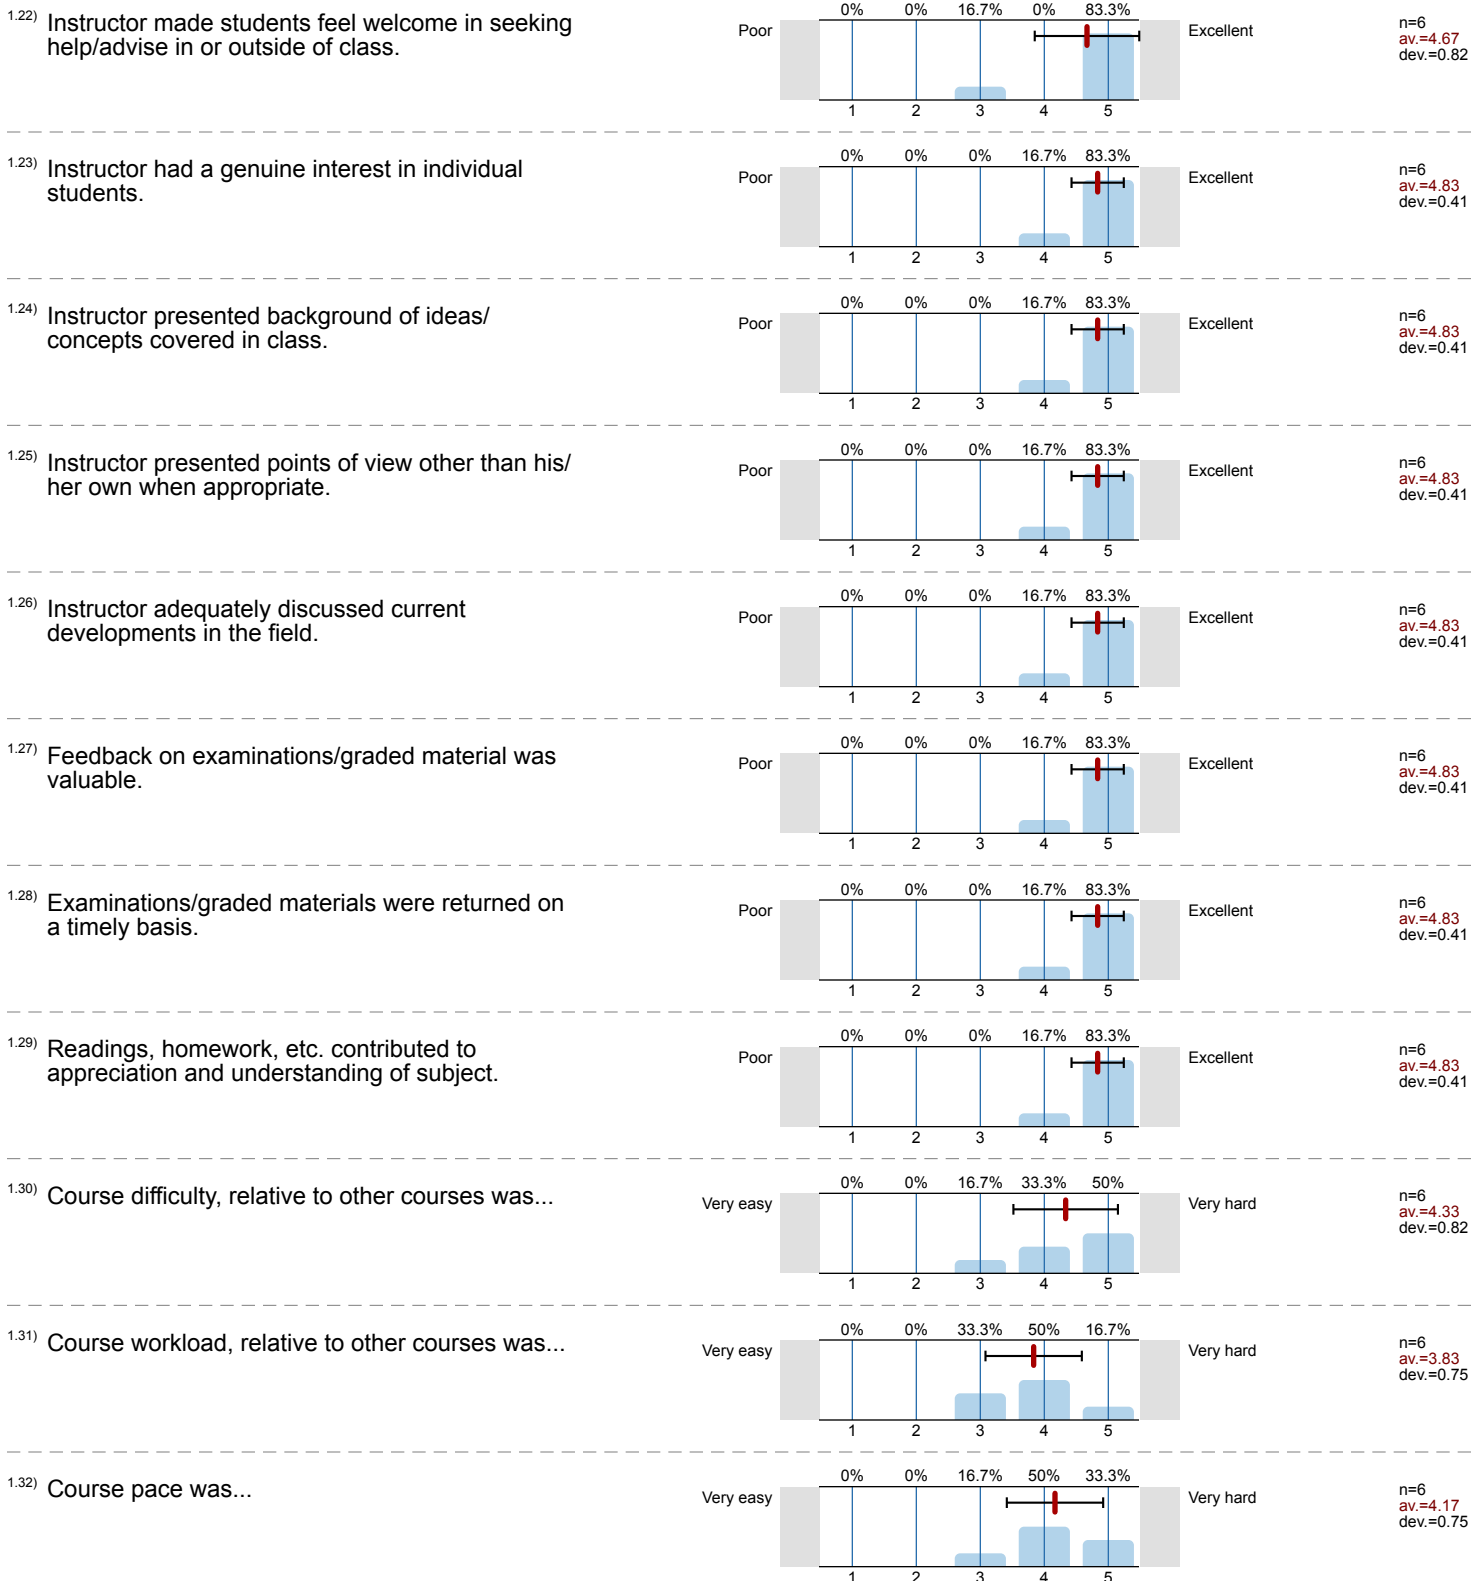 0% 0% 16.7% 0% 83.3%
1.22) Instructor made students feel welcome in seeking
help/advise in or outside of class.
Poor Excellent
n=6
av.=4.67
dev.=0.82
1 2 3 4 5
0% 0% 0% 16.7% 83.3%
1.23) Instructor had a genuine interest in individual
students.
Poor Excellent
n=6
av.=4.83
dev.=0.41
1 2 3 4 5
0% 0% 0% 16.7% 83.3%
1.24) Instructor presented background of ideas/
concepts covered in class.
Poor Excellent
n=6
av.=4.83
dev.=0.41
1 2 3 4 5
0% 0% 0% 16.7% 83.3%
1.25) Instructor presented points of view other than his/
her own when appropriate.
Poor Excellent
n=6
av.=4.83
dev.=0.41
1 2 3 4 5
0% 0% 0% 16.7% 83.3%
1.26) Instructor adequately discussed current
developments in the field.
Poor Excellent
n=6
av.=4.83
dev.=0.41
1 2 3 4 5
0% 0% 0% 16.7% 83.3%
1.27) Feedback on examinations/graded material was
valuable.
Poor Excellent
n=6
av.=4.83
dev.=0.41
1 2 3 4 5
0% 0% 0% 16.7% 83.3%
1.28) Examinations/graded materials were returned on
a timely basis.
Poor Excellent
n=6
av.=4.83
dev.=0.41
1 2 3 4 5
0% 0% 0% 16.7% 83.3%
1.29) Readings, homework, etc. contributed to
appreciation and understanding of subject.
Poor Excellent
n=6
av.=4.83
dev.=0.41
1 2 3 4 5
0% 0% 16.7% 33.3% 50%
1.30) Course difficulty, relative to other courses was...
Very easy Very hard
n=6
av.=4.33
dev.=0.82
1 2 3 4 5
0% 0% 33.3% 50% 16.7%
1.31) Course workload, relative to other courses was...
Very easy Very hard
n=6
av.=3.83
dev.=0.75
1 2 3 4 5
0% 0% 16.7% 50% 33.3%
1.32) Course pace was...
Very easy Very hard
n=6
av.=4.17
dev.=0.75
1 2 3 4 5